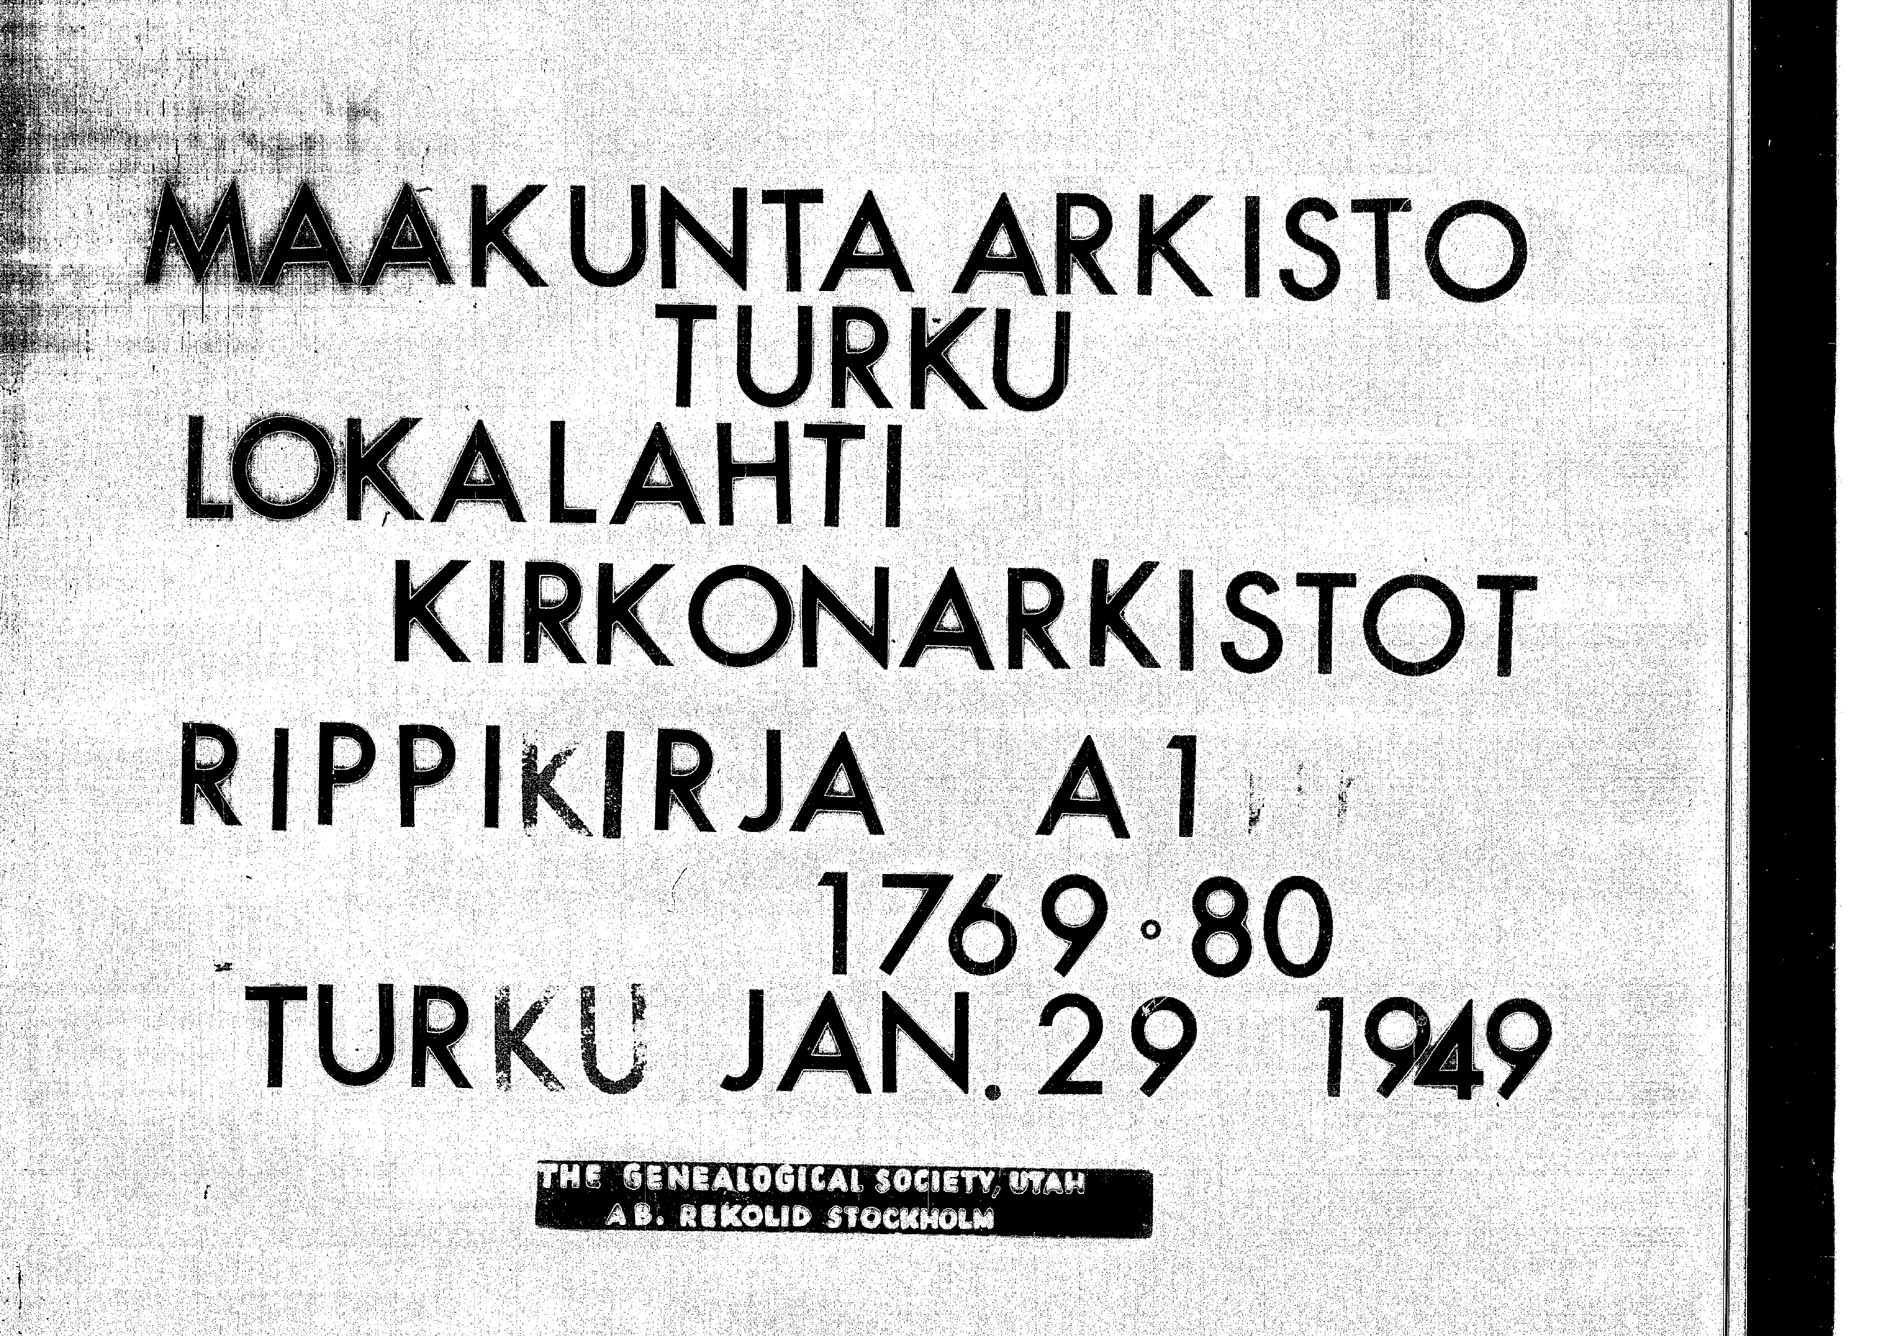 MAAKUNTA ARKISTO
TURKU
LOKALAHTI
KIRKONARKISTOT
RIPPIKIRJA A1
1769-80
TURKU JAN. 29 1949
THE GENEALOGICAL SOCIETY, UTAH
AB. REKOLID STOCKHOLM